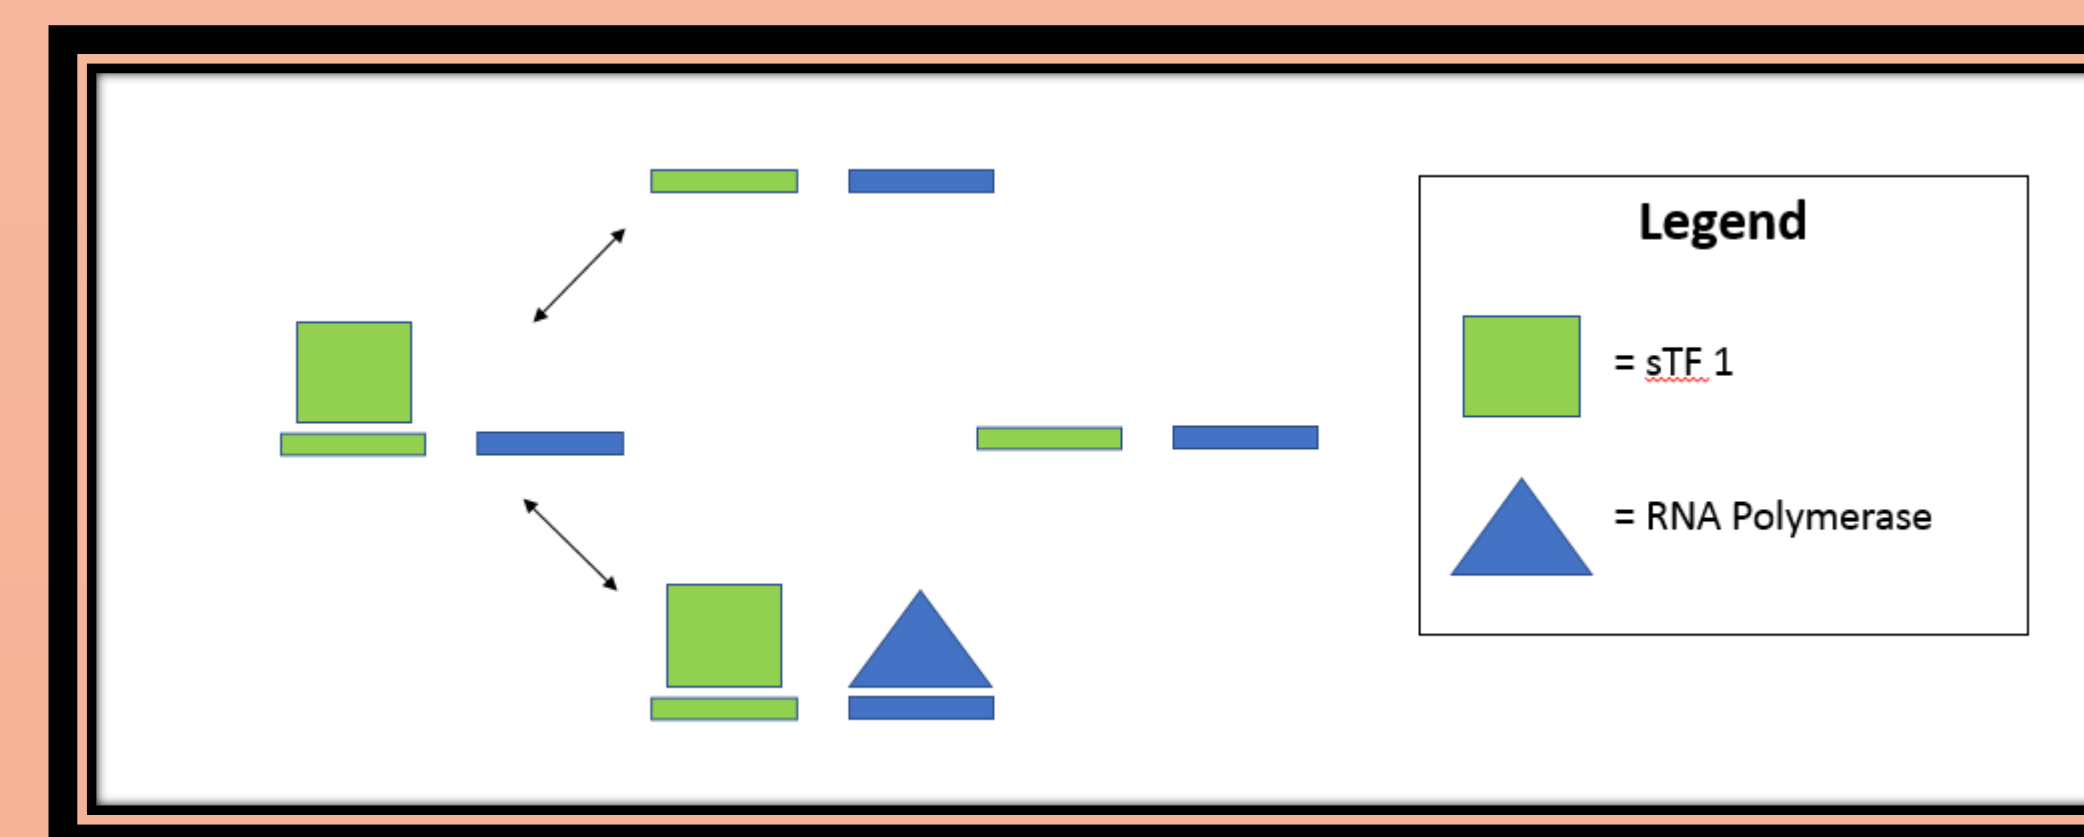 Legend
= sTF 1
= RNA Polymerase